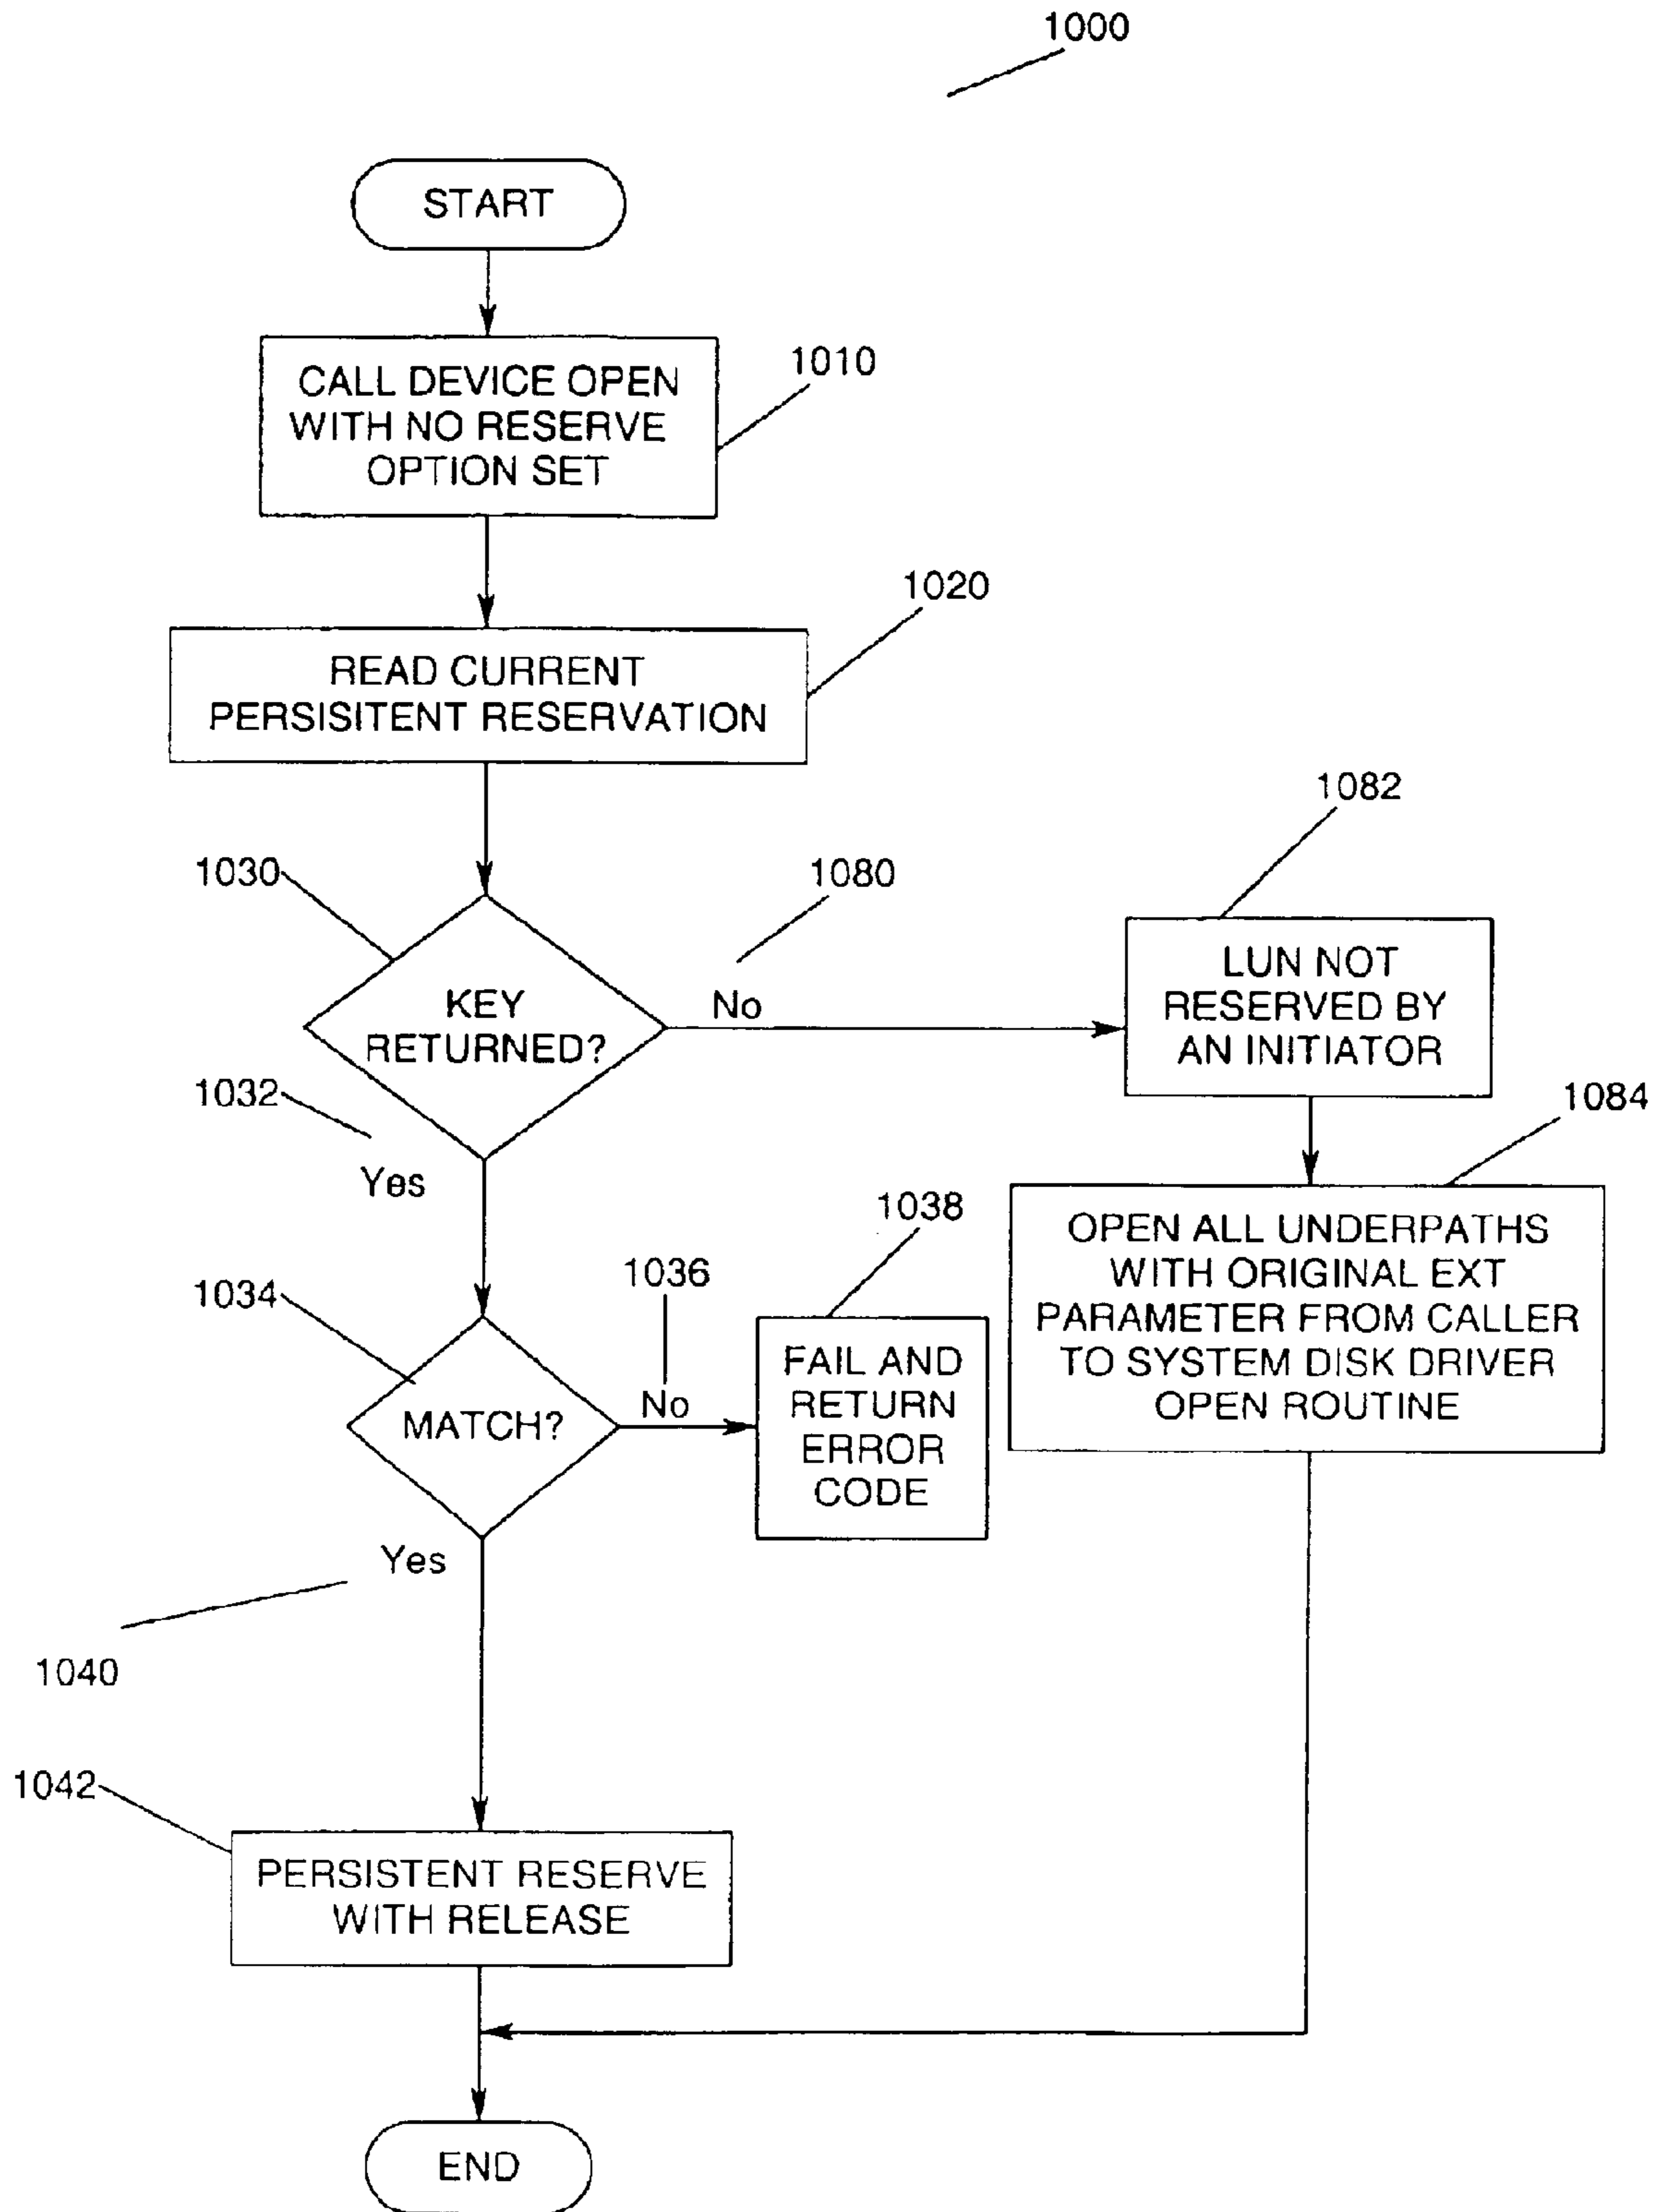 1000
START
CALL DEVICE OPEN
WITH NO RESERVE
OPTION SET
1010
1020
READ CURRENT
PERSISITENT RESERVATION
1082
1030
1080
KEY
RETURNED?
No
LUN NOT
RESERVED BY
AN INITIATOR
1032
Yes
1084
1038
OPEN ALL UNDERPATHS
WITH ORIGINAL EXT
PARAMETER FROM CALLER
TO SYSTEM DISK DRIVER
OPEN ROUTINE
1034
1036
MATCH?
No
FAIL AND
RETURN
ERROR
CODE
Yes
1040
1042
PERSISTENT RESERVE
WITH RELEASE
END